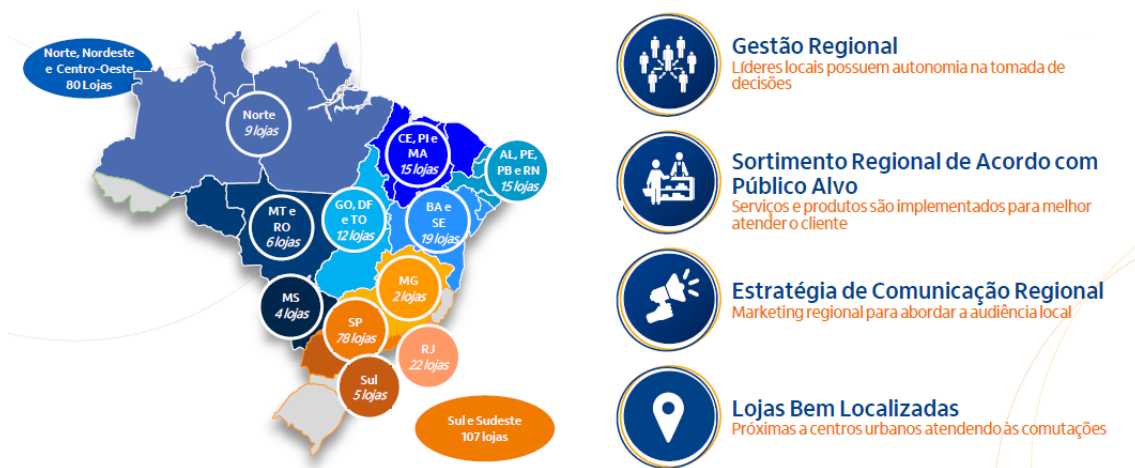 Norte, Nordeste
e Centro-Oeste
80 Lojas
Norte
9 lojas
CE, PI e
MA
15 lojas
AL, PE,
PB e RN
15 lojas
MT e
RO
6 lojas
GO, DF
e TO
12 lojas
BA e
SE
19 lojas
MS
4 lojas
MG
2 lojas
SP
78 lojas
RJ
22 lojas
Sul
5 lojas
Sul e Sudeste
107 lojas
Gestão Regional
Líderes locais possuem autonomia na tomada de
decisões
Sortimento Regional de Acordo com
Público Alvo
Serviços e produtos são implementados para melhor
atender o cliente
Estratégia de Comunicação Regional
Marketing regional para abordar a audiência local
Lojas Bem Localizadas
Próximas a centros urbanos atendendo às comutações